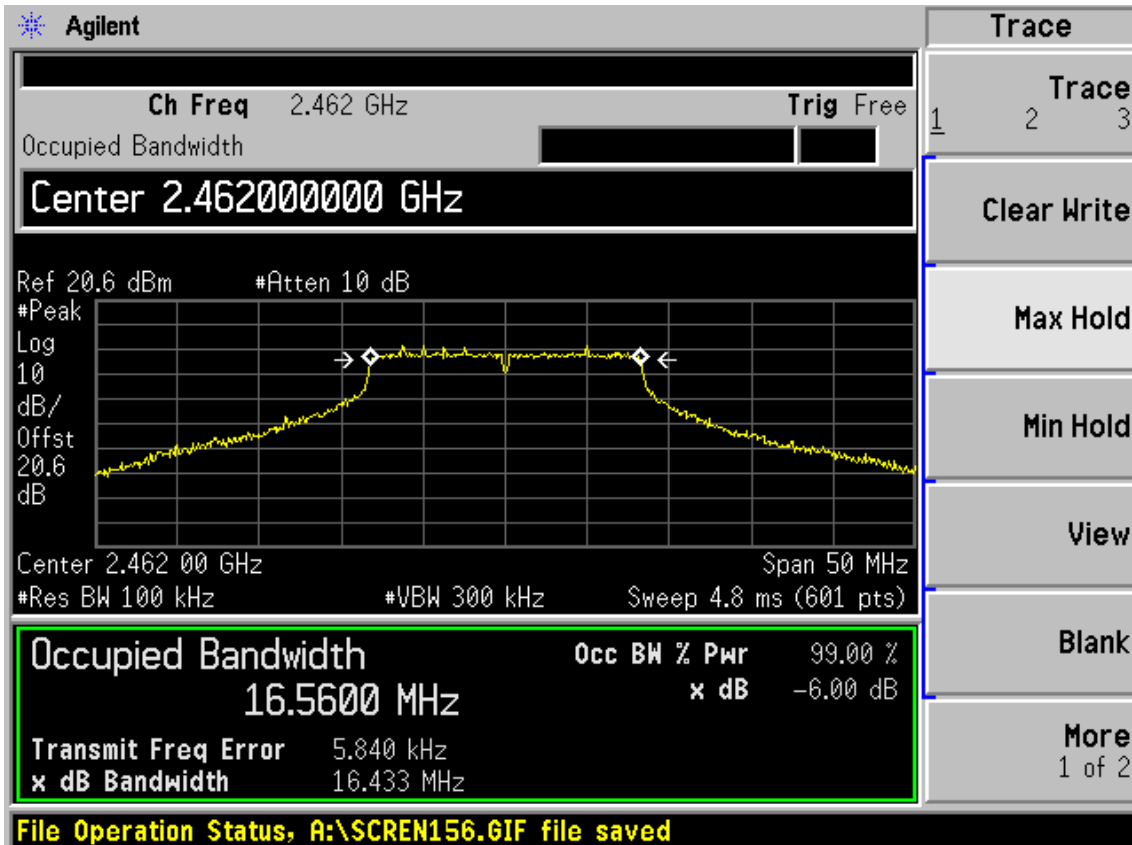 Agilent
Trace
Ch Freq 2.462 GHz Trig Free
Occupied Bandwidth
Center 2.462000000 GHz
Ref 20.6 dBm #Atten 10 dB
#Peak
Log
10
dB/
Offst
20.6
dB
Center 2.462 00 GHz Span 50 MHz
#Res BW 100 kHz #VBW 300 kHz Sweep 4.8 ms (601 pts)
Occupied Bandwidth Occ BW % Pwr 99.00 %
16.5600 MHz x dB -6.00 dB
Transmit Freq Error 5.840 kHz
x dB Bandwidth 16.433 MHz
File Operation Status, A:\SCREN156.GIF file saved
Trace
1 2 3
Clear Write
Max Hold
Min Hold
View
Blank
More
1 of 2